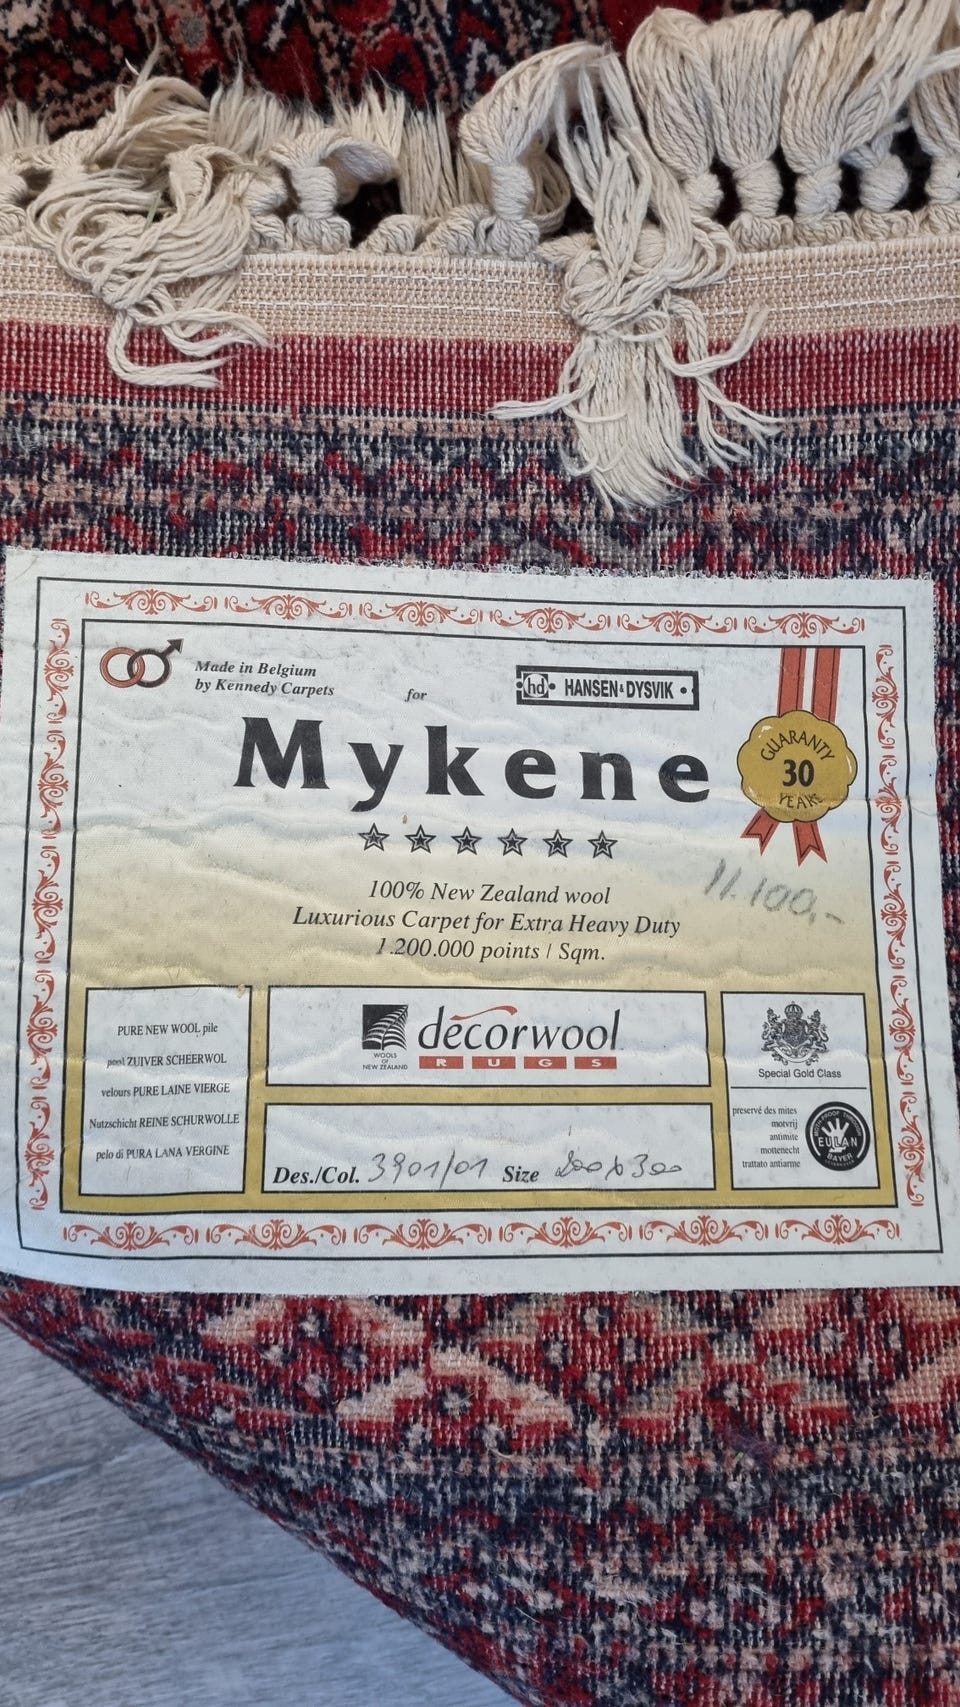 Made in Belgium
by Kennedy Carpets
for
hd HANSEN & DYSVIK
Mykene
GUARANTY
30
YEARS
100% New Zealand wool
Luxurious Carpet for Extra Heavy Duty
1.200.000 points / Sqm.
11.100,-
PURE NEW WOOL pile
pool ZUIVER SCHEERWOL
velours PURE LAINE VIERGE
Nutzschicht REINE SCHURWOLLE
pelo di PURA LANA VERGINE
WOOLS
OF
NEW ZEALAND
decorwool
RUGS
Des./Col. 3901/01 Size 200x300
Special Gold Class
preservé des mites
motvrij
antimite
mottenecht
trattato antiarme
EULAN
BAYER